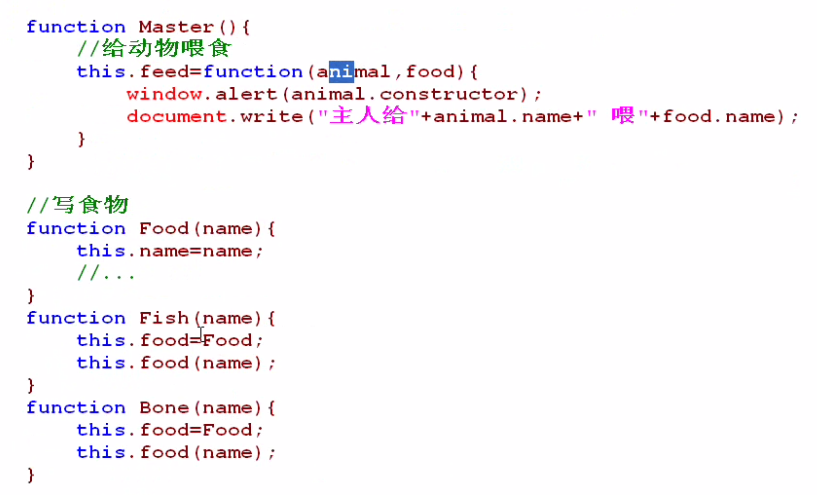 function Master(){
    //给动物喂食
    this.feed=function(animal,food){
        window.alert(animal.constructor);
        document.write("主人给"+animal.name+" 喂"+food.name);
    }
}

//写食物
function Food(name){
    this.name=name;
    //...
}
function Fish(name){
    this.food=Food;
    this.food(name);
}
function Bone(name){
    this.food=Food;
    this.food(name);
}